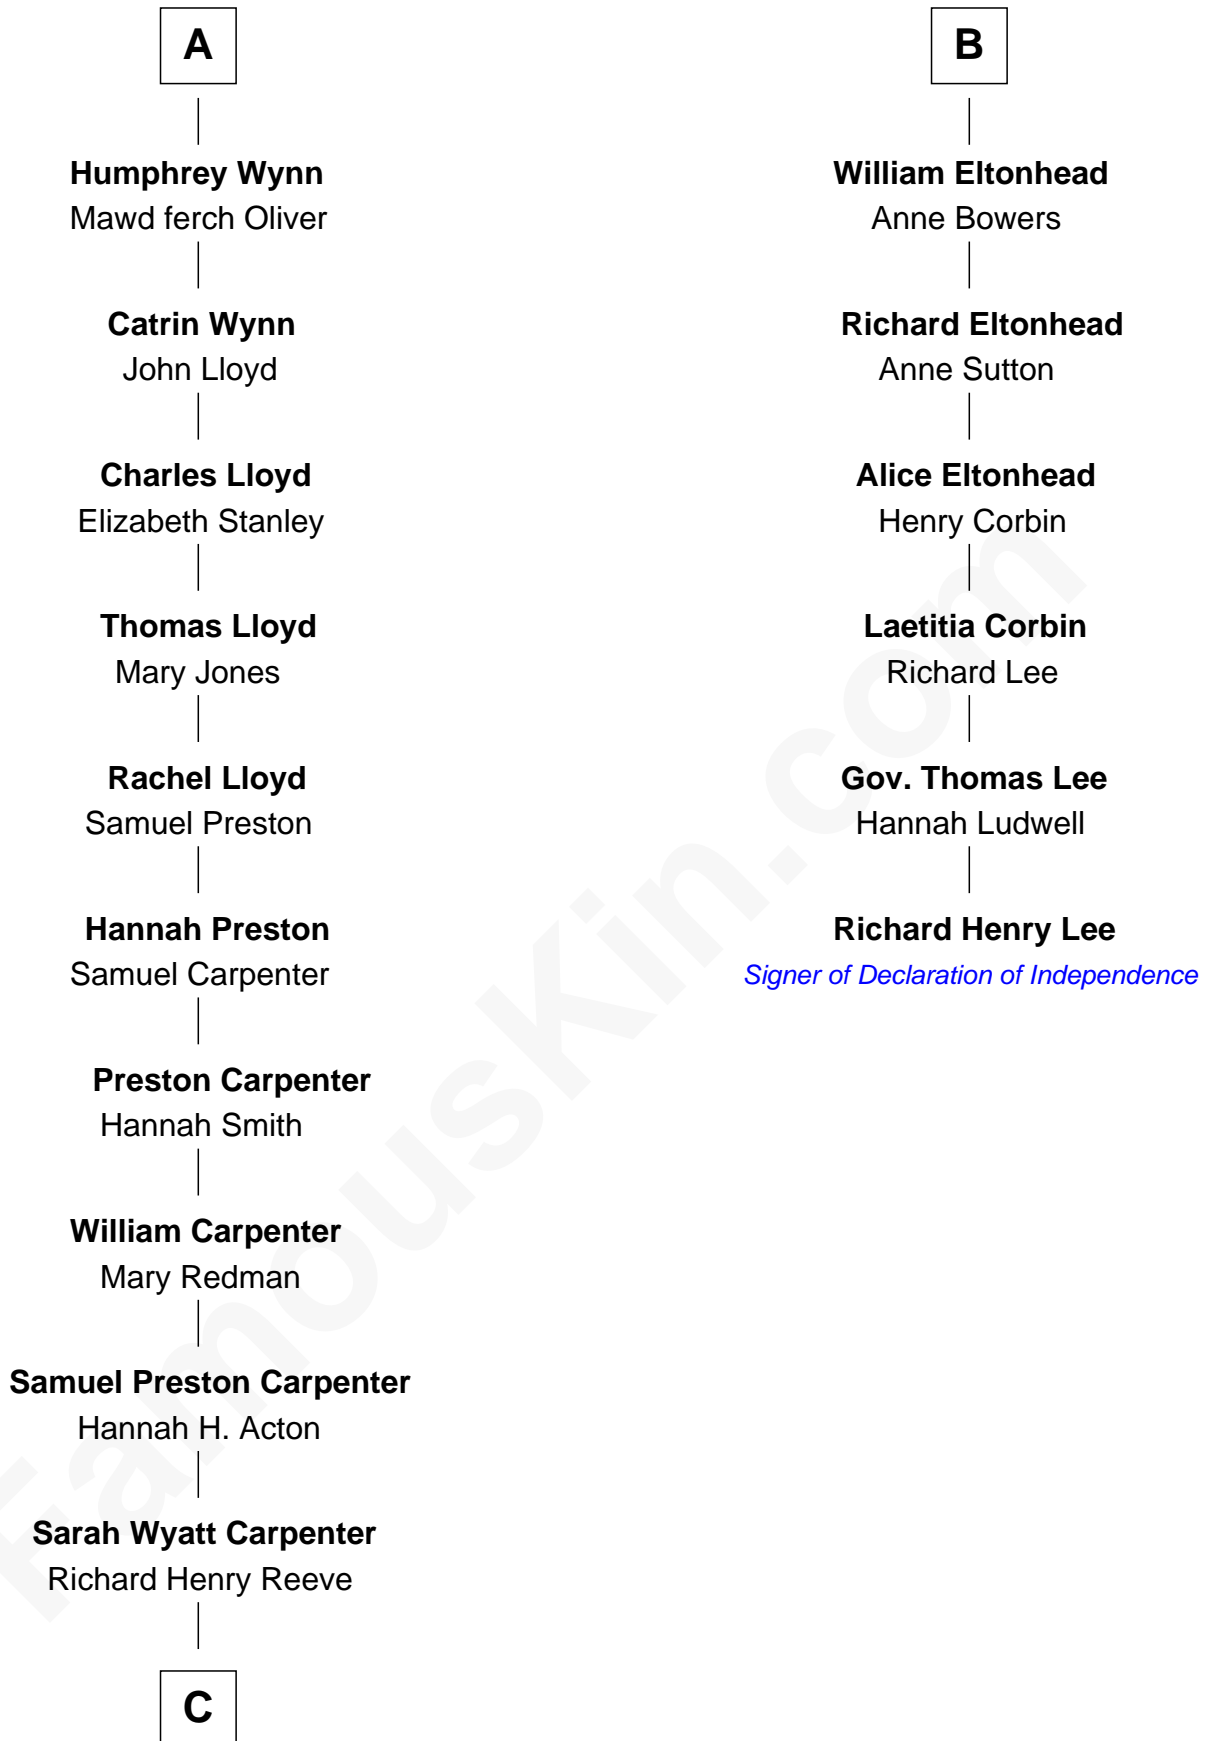 A
Humphrey Wynn
Mawd ferch Oliver
Catrin Wynn
John Lloyd
Charles Lloyd
Elizabeth Stanley
Thomas Lloyd
Mary Jones
Rachel Lloyd
Samuel Preston
Hannah Preston
Samuel Carpenter
Preston Carpenter
Hannah Smith
William Carpenter
Mary Redman
Samuel Preston Carpenter
Hannah H. Acton
Sarah Wyatt Carpenter
Richard Henry Reeve
C
B
William Eltonhead
Anne Bowers
Richard Eltonhead
Anne Sutton
Alice Eltonhead
Henry Corbin
Laetitia Corbin
Richard Lee
Gov. Thomas Lee
Hannah Ludwell
Richard Henry Lee
Signer of Declaration of Independence
FamousKin.com